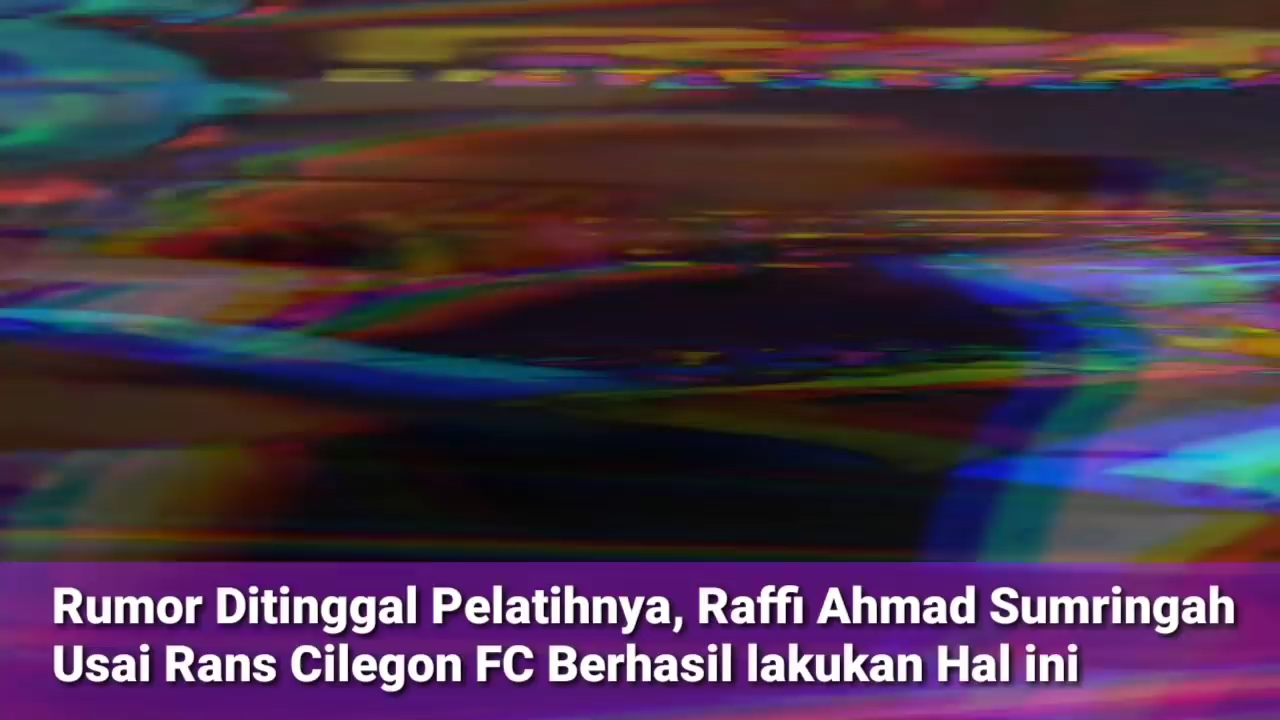 Rumor Ditinggal Pelatihnya, Raffi Ahmad Sumringah
Usai Rans Cilegon FC Berhasil lakukan Hal ini